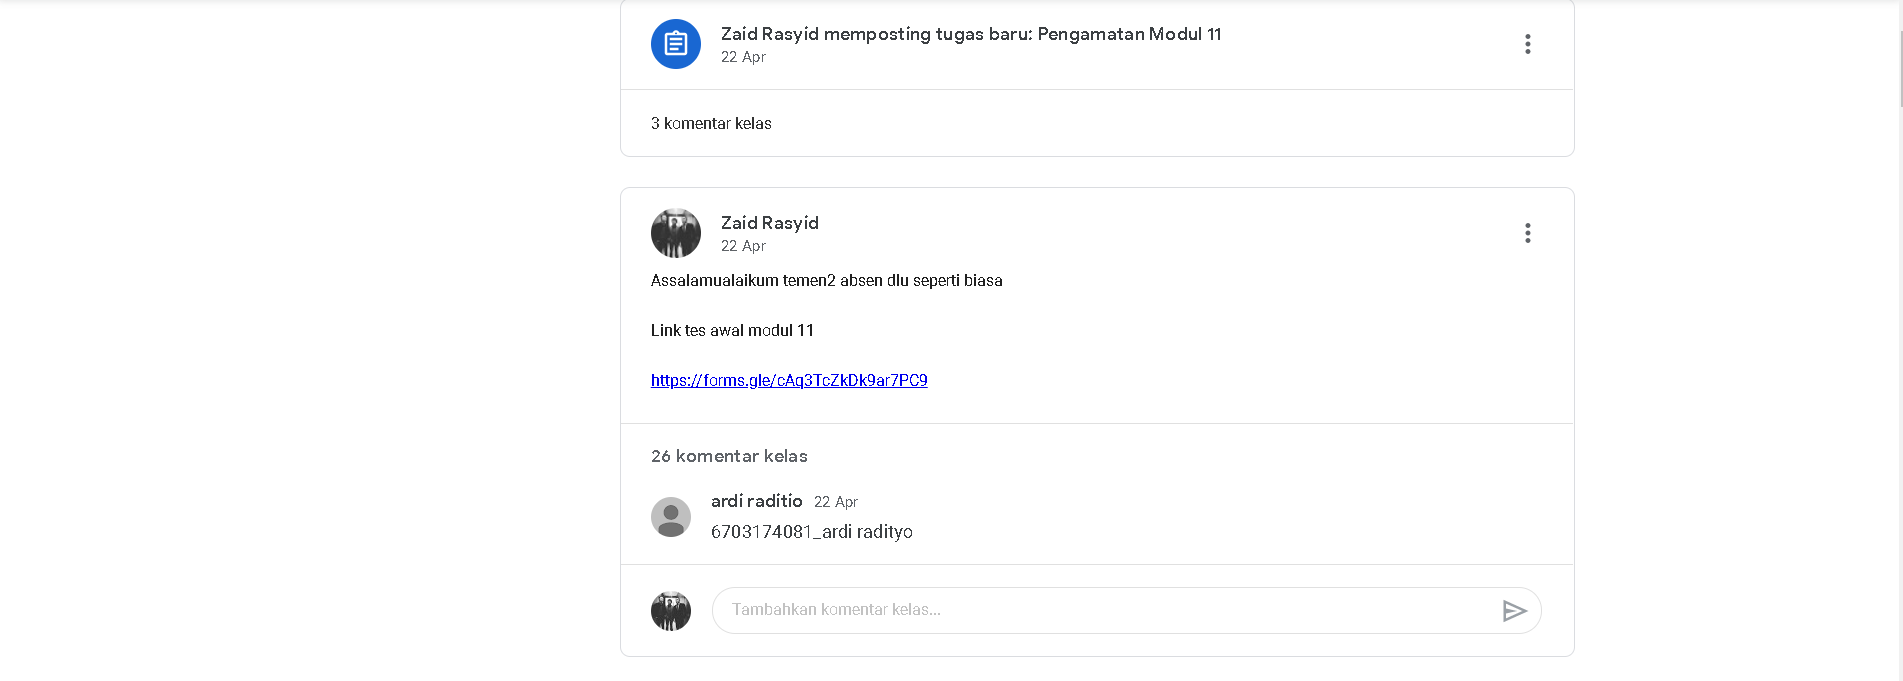 Zaid Rasyid memposting tugas baru: Pengamatan Modul 11
22 Apr
3 komentar kelas
Zaid Rasyid
22 Apr
Assalamualaikum temen2 absen dlu seperti biasa
Link tes awal modul 11
https://forms.gle/cAq3TcZkDk9ar7PC9
26 komentar kelas
ardi raditio 22 Apr
6703174081_ardi radityo
Tambahkan komentar kelas...